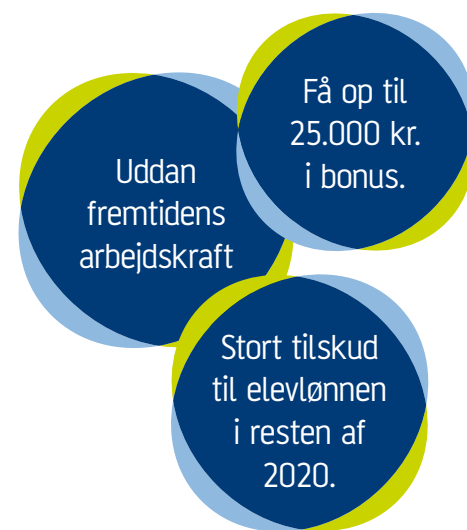 Få op til
25.000 kr.
i bonus.
Uddan
fremtidens
arbejdskraft
Stort tilskud
til elevlønnen
i resten af
2020.